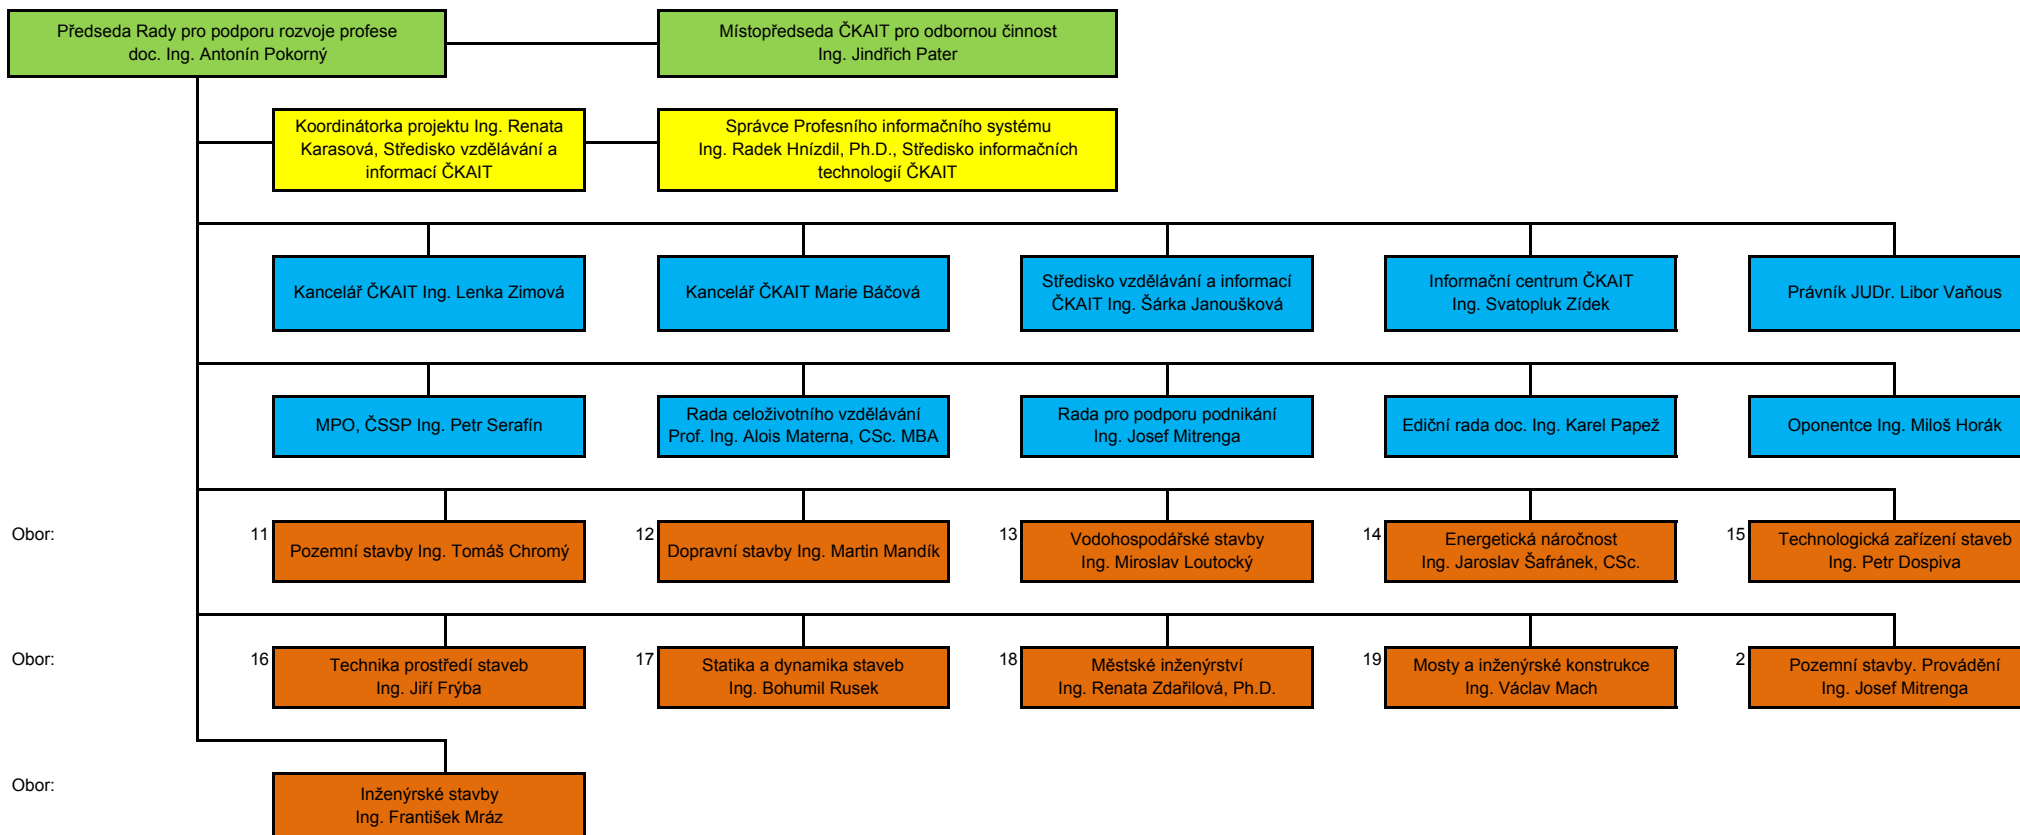 Předseda Rady pro podporu rozvoje profese
doc. Ing. Antonín Pokorný
Místopředseda ČKAIT pro odbornou činnost
Ing. Jindřich Pater
Koordinátorka projektu Ing. Renata
Karasová, Středisko vzdělávání a
informací ČKAIT
Správce Profesního informačního systému
Ing. Radek Hnízdil, Ph.D., Středisko informačních
technologií ČKAIT
Kancelář ČKAIT Ing. Lenka Zimová
Kancelář ČKAIT Marie Báčová
Středisko vzdělávání a informací
ČKAIT Ing. Šárka Janoušková
Informační centrum ČKAIT
Ing. Svatopluk Zídek
Právník JUDr. Libor Vaňous
MPO, ČSSP Ing. Petr Serafín
Rada celoživotního vzdělávání
Prof. Ing. Alois Materna, CSc. MBA
Rada pro podporu podnikání
Ing. Josef Mitrenga
Ediční rada doc. Ing. Karel Papež
Oponentce Ing. Miloš Horák
Obor:
11
Pozemní stavby Ing. Tomáš Chromý
12
Dopravní stavby Ing. Martin Mandík
13
Vodohospodářské stavby
Ing. Miroslav Loutocký
14
Energetická náročnost
Ing. Jaroslav Šafránek, CSc.
15
Technologická zařízení staveb
Ing. Petr Dospiva
Obor:
16
Technika prostředí staveb
Ing. Jiří Frýba
17
Statika a dynamika staveb
Ing. Bohumil Rusek
18
Městské inženýrství
Ing. Renata Zdařilová, Ph.D.
19
Mosty a inženýrské konstrukce
Ing. Václav Mach
2
Pozemní stavby. Provádění
Ing. Josef Mitrenga
Obor:
Inženýrské stavby
Ing. František Mráz